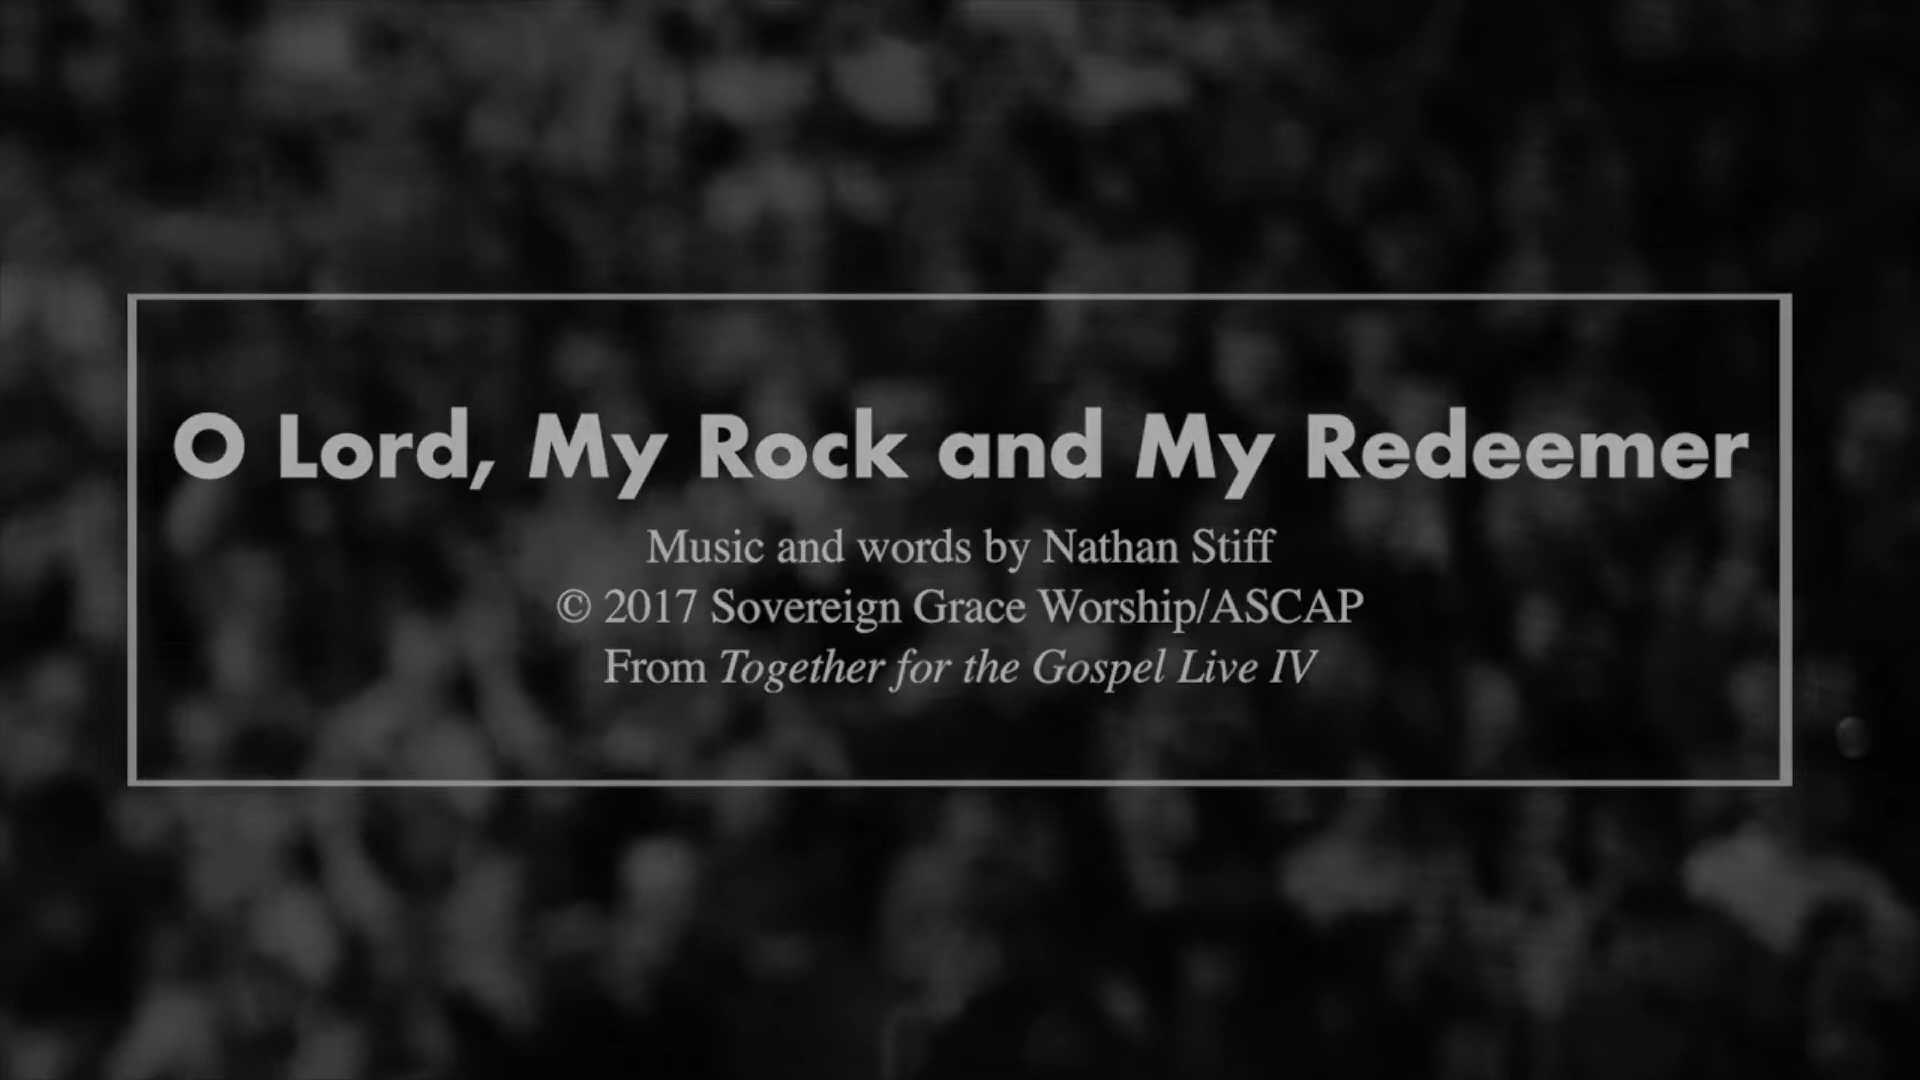 O Lord, My Rock and My Redeemer
Music and words by Nathan Stiff
© 2017 Sovereign Grace Worship/ASCAP
From Together for the Gospel Live IV